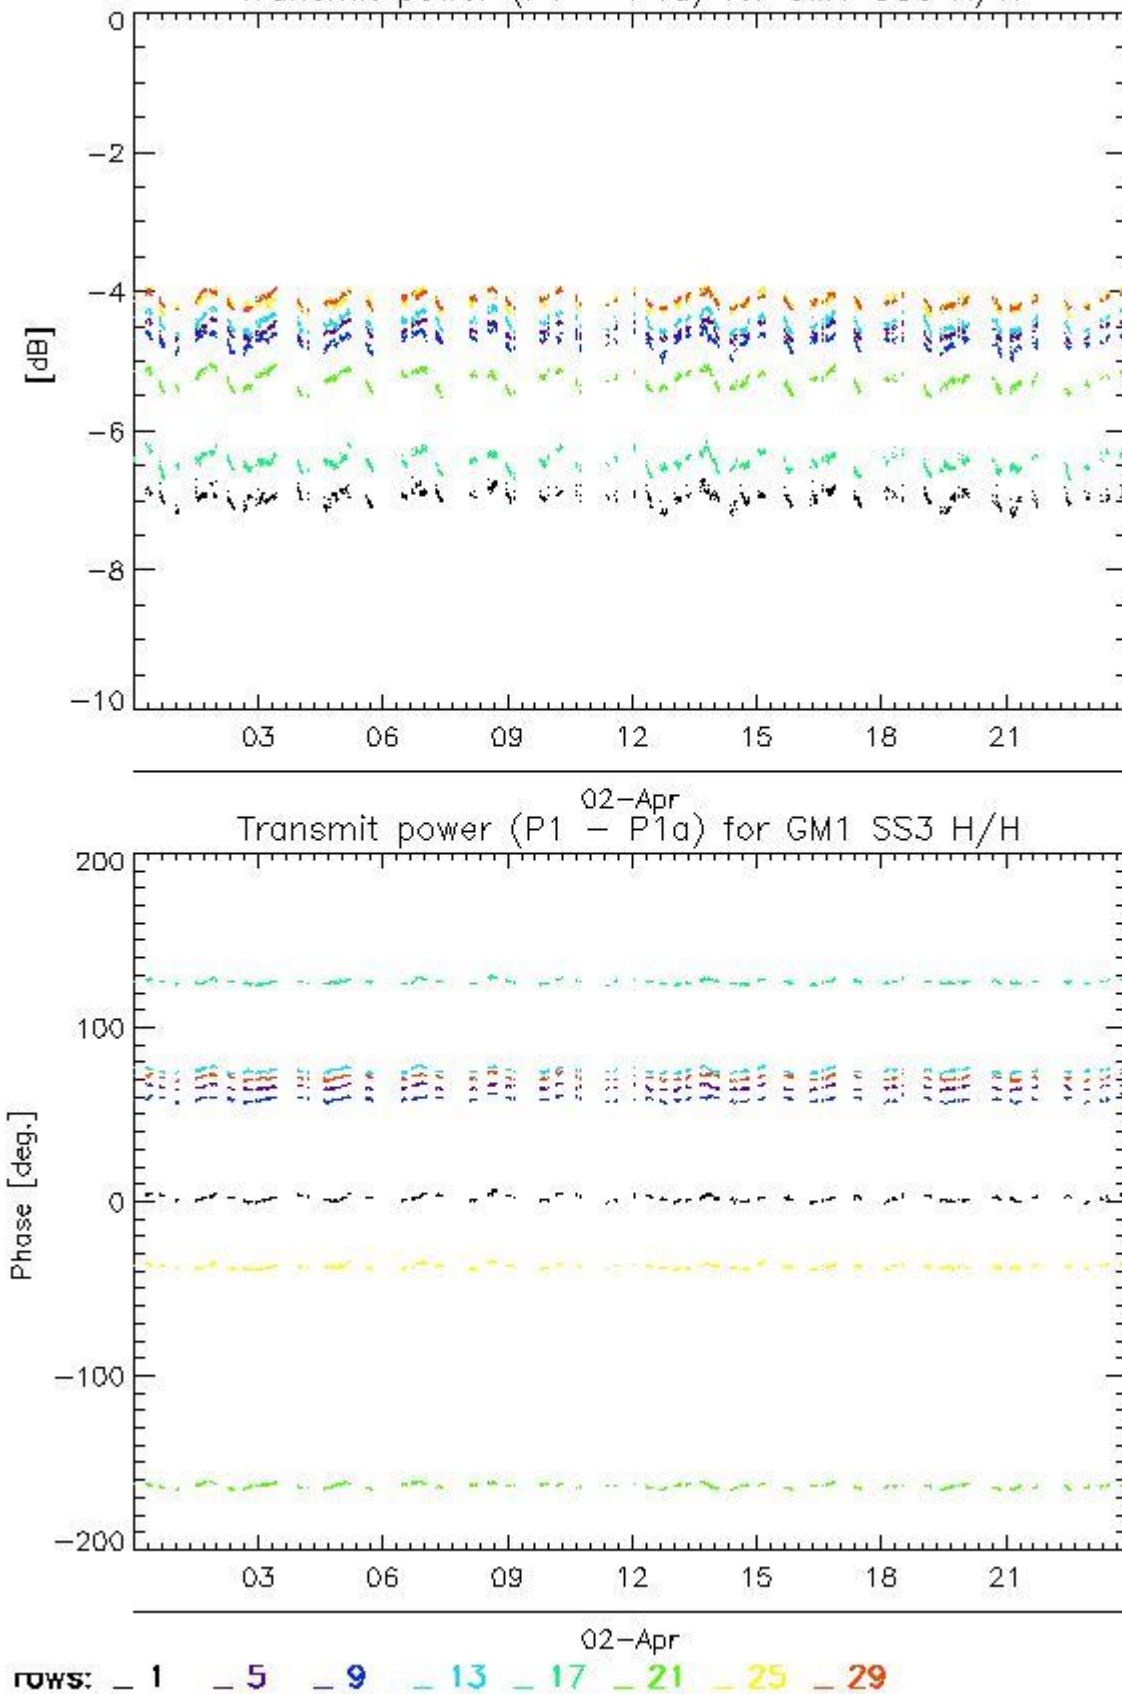 0
−2
−4
[dB]
−6
−8
−10
03 06 09 12 15 18 21
02−Apr
Transmit power (P1 − P1a) for GM1 SS3 H/H
200
100
Phase [deg.]
0
−100
−200
03 06 09 12 15 18 21
02−Apr
rows: _ 1 _ 5 _ 9 _ 13 _ 17 _ 21 _ 25 _ 29